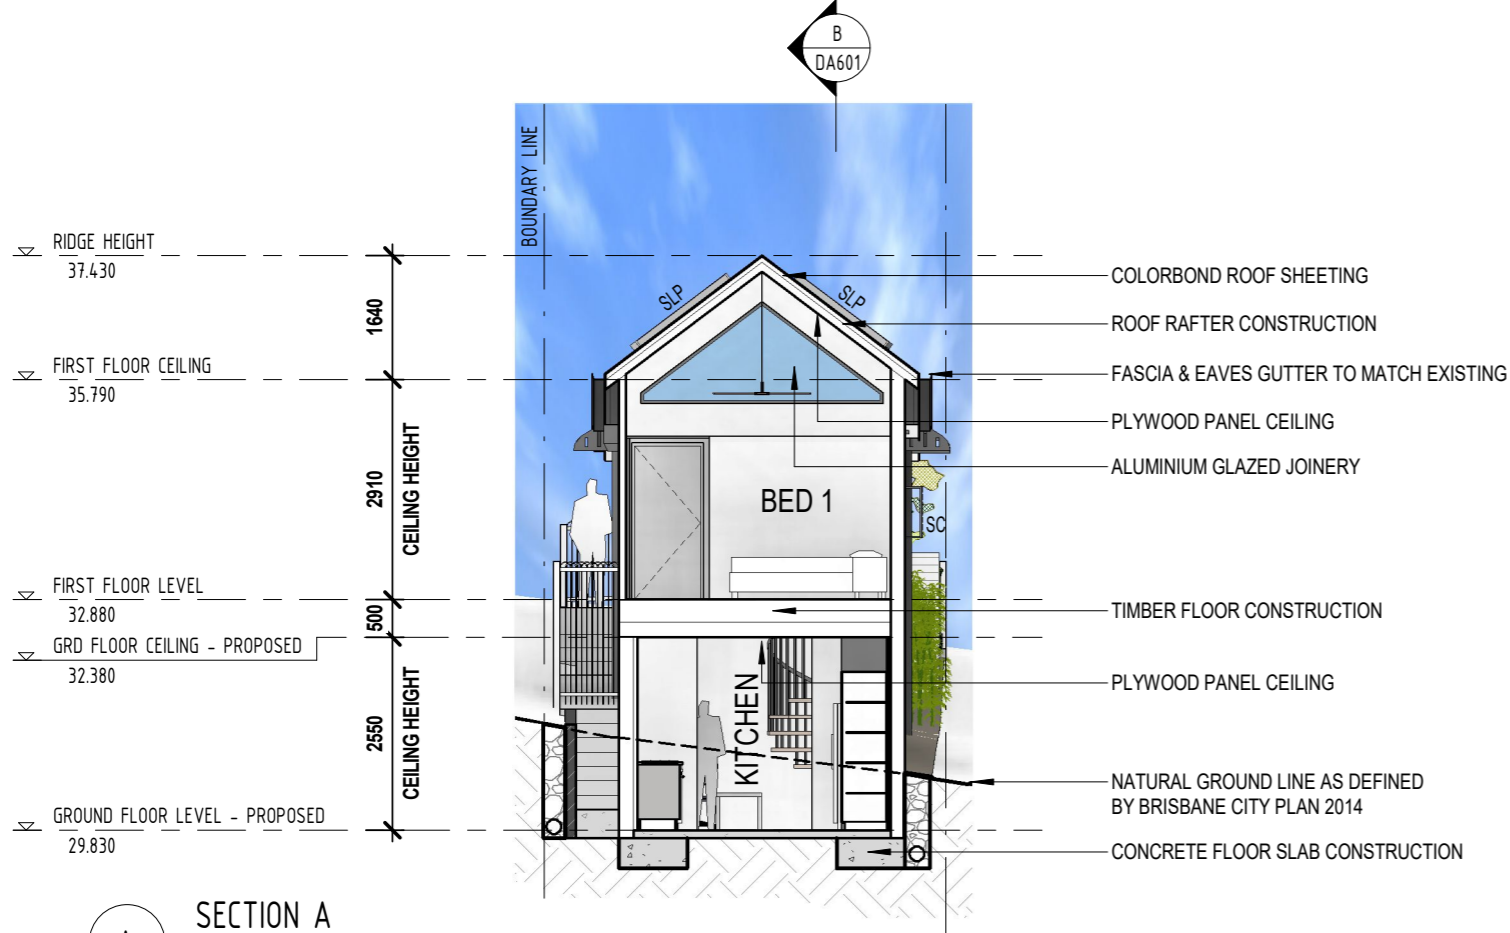 B
DA601
BOUNDARY LINE
RIDGE HEIGHT
37.430
1640
FIRST FLOOR CEILING
35.790
2910
CEILING HEIGHT
FIRST FLOOR LEVEL
32.880
500
GRD FLOOR CEILING - PROPOSED
32.380
2550
CEILING HEIGHT
GROUND FLOOR LEVEL - PROPOSED
29.830
SLP
SLP
BED 1
SC
KITCHEN
COLORBOND ROOF SHEETING
ROOF RAFTER CONSTRUCTION
FASCIA & EAVES GUTTER TO MATCH EXISTING
PLYWOOD PANEL CEILING
ALUMINIUM GLAZED JOINERY
TIMBER FLOOR CONSTRUCTION
PLYWOOD PANEL CEILING
NATURAL GROUND LINE AS DEFINED
BY BRISBANE CITY PLAN 2014
CONCRETE FLOOR SLAB CONSTRUCTION
SECTION A